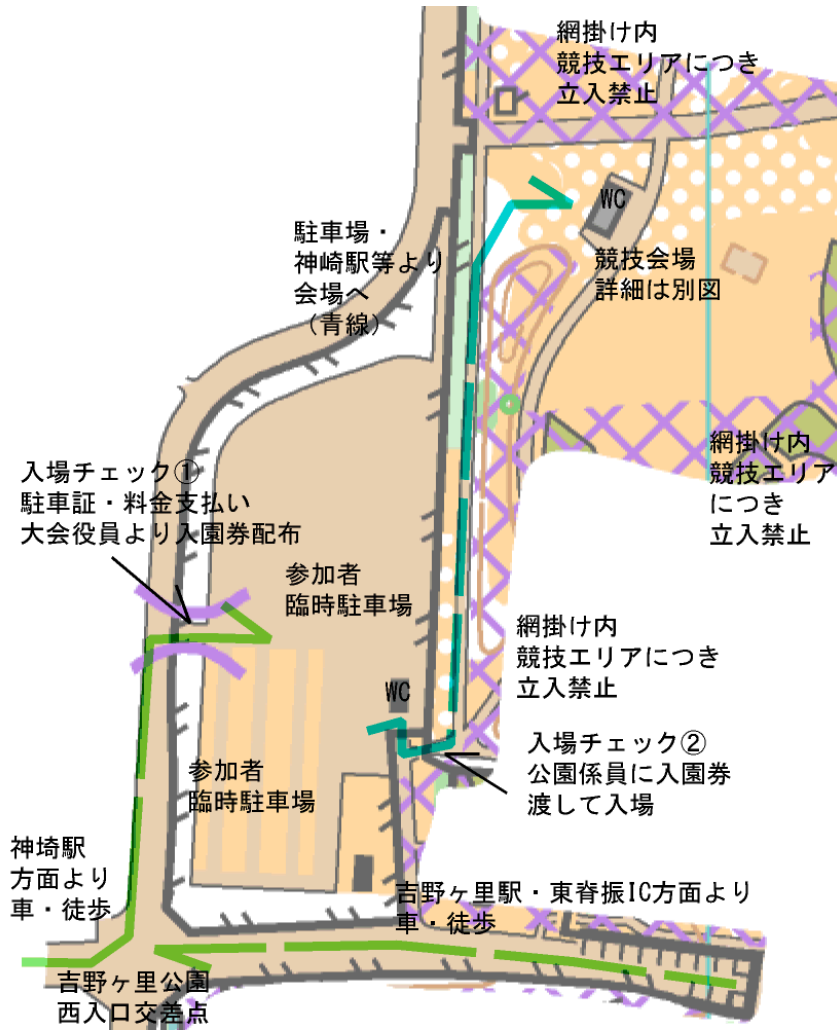 網掛け内
競技エリアにつき
立入禁止
WC
駐車場・
神崎駅等より
会場へ
（青線）
競技会場
詳細は別図
網掛け内
競技エリア
につき
立入禁止
入場チェック①
駐車証・料金支払い
大会役員より入園券配布
参加者
臨時駐車場
網掛け内
競技エリアにつき
立入禁止
WC
入場チェック②
公園係員に入園券
渡して入場
参加者
臨時駐車場
神埼駅
方面より
車・徒歩
吉野ヶ里駅・東脊振IC方面より
車・徒歩
吉野ヶ里公園
西入口交差点